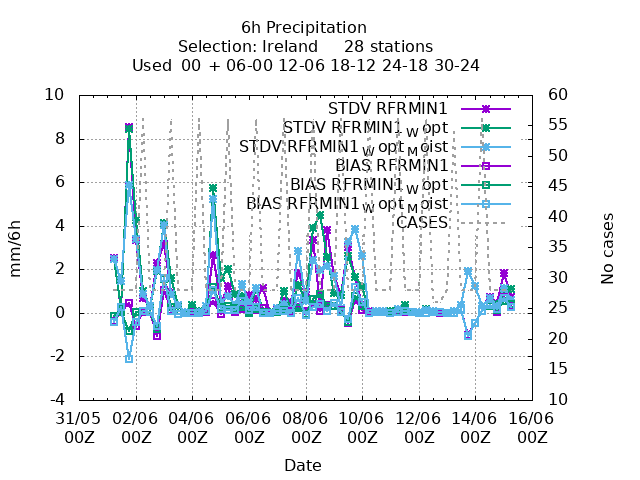 6h Precipitation
Selection: Ireland 28 stations
Used 00 + 06-00 12-06 18-12 24-18 30-24
10 60
STDV RFRMIN1
55
STDV RFRMIN1 W opt
8
STDV RFRMIN1 W opt M oist
50
BIAS RFRMIN1
6 45
BIAS RFRMIN1 W opt
BIAS RFRMIN1 W opt M oist
4 40
CASES
35
2 30
0 25
20
-2
15
-4 10
mm/6h
No cases
31/05 02/06 04/06 06/06 08/06 10/06 12/06 14/06 16/06
00Z 00Z 00Z 00Z 00Z 00Z 00Z 00Z 00Z
Date